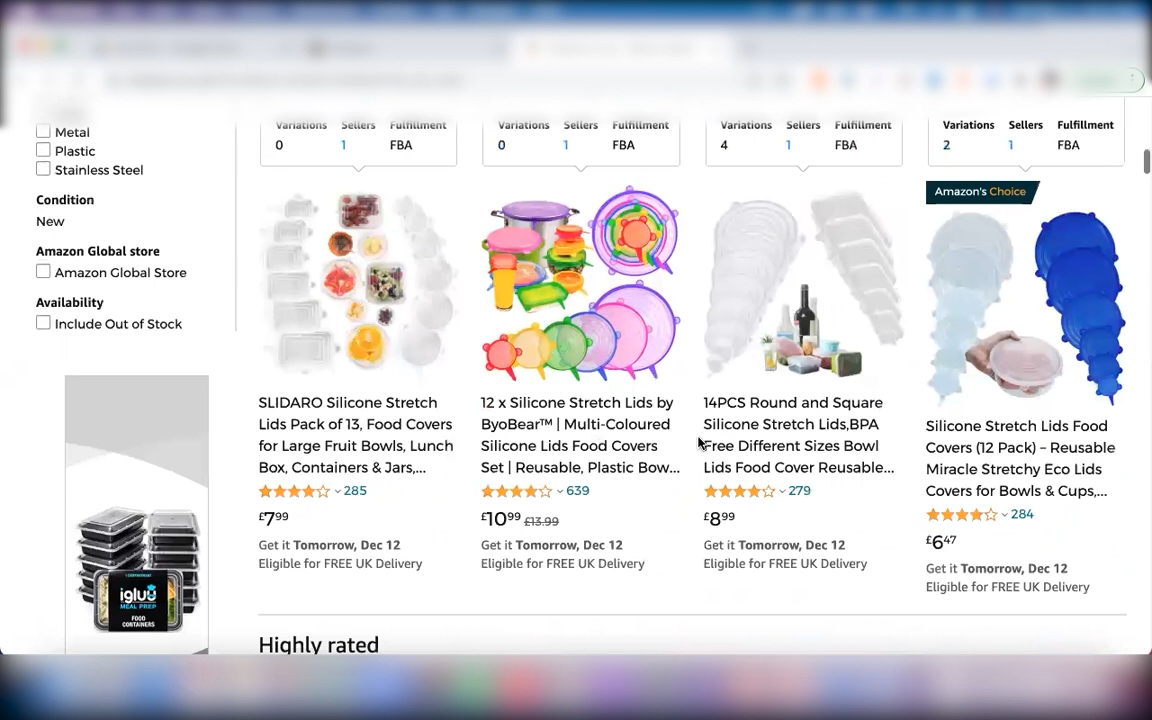 Metal
Plastic
Stainless Steel
Condition
New
Amazon Global store
Amazon Global Store
Availability
Include Out of Stock
igluu
MEAL PREP
FOOD
CONTAINERS
Variations Sellers Fulfillment
0 1 FBA
SLIDARO Silicone Stretch
Lids Pack of 13, Food Covers
for Large Fruit Bowls, Lunch
Box, Containers & Jars,...
285
£7.99
Get it Tomorrow, Dec 12
Eligible for FREE UK Delivery
Variations Sellers Fulfillment
0 1 FBA
12 x Silicone Stretch Lids by
ByoBear™ | Multi-Coloured
Silicone Lids Food Covers
Set | Reusable, Plastic Bow...
639
£10.99 £13.99
Get it Tomorrow, Dec 12
Eligible for FREE UK Delivery
Variations Sellers Fulfillment
4 1 FBA
14PCS Round and Square
Silicone Stretch Lids,BPA
Free Different Sizes Bowl
Lids Food Cover Reusable...
279
£8.99
Get it Tomorrow, Dec 12
Eligible for FREE UK Delivery
Variations Sellers Fulfillment
2 1 FBA
Amazon's Choice
Silicone Stretch Lids Food
Covers (12 Pack) – Reusable
Miracle Stretchy Eco Lids
Covers for Bowls & Cups,...
284
£6.47
Get it Tomorrow, Dec 12
Eligible for FREE UK Delivery
Highly rated